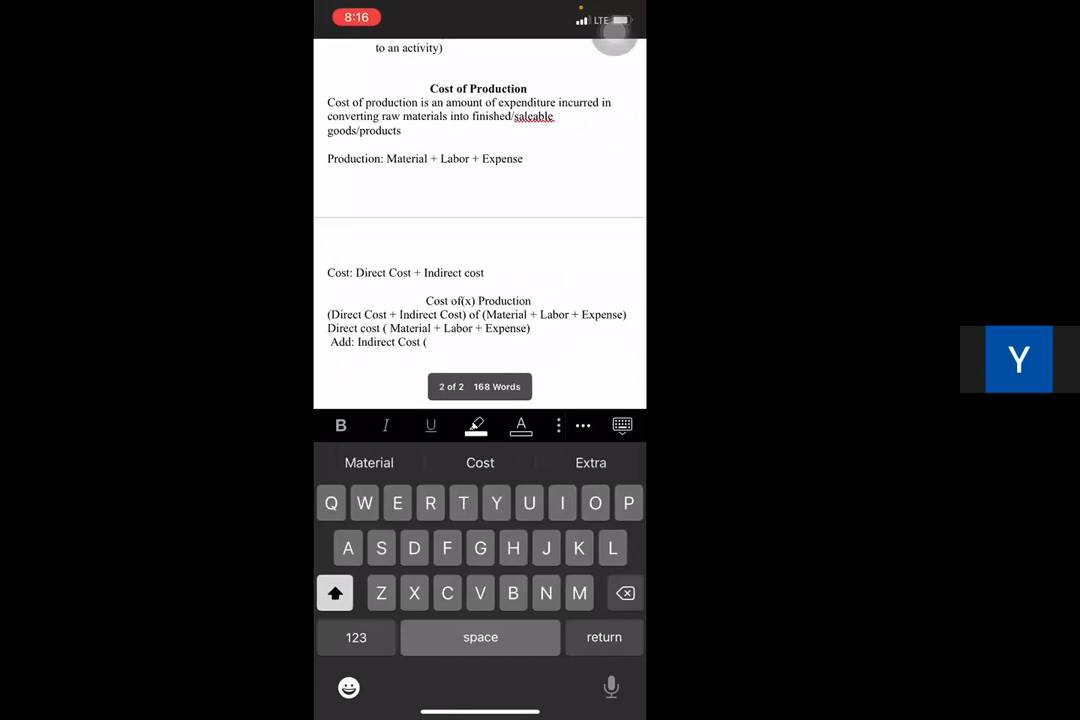 8:16
LTE
to an activity)
Cost of Production
Cost of production is an amount of expenditure incurred in
converting raw materials into finished/saleable
goods/products
Production: Material + Labor + Expense
Cost: Direct Cost + Indirect cost
Cost of(x) Production
(Direct Cost + Indirect Cost) of (Material + Labor + Expense)
Direct cost ( Material + Labor + Expense)
Add: Indirect Cost (
2 of 2 168 Words
B I U A
Material Cost Extra
Q W E R T Y U I O P
A S D F G H J K L
Z X C V B N M
123 space return
Y